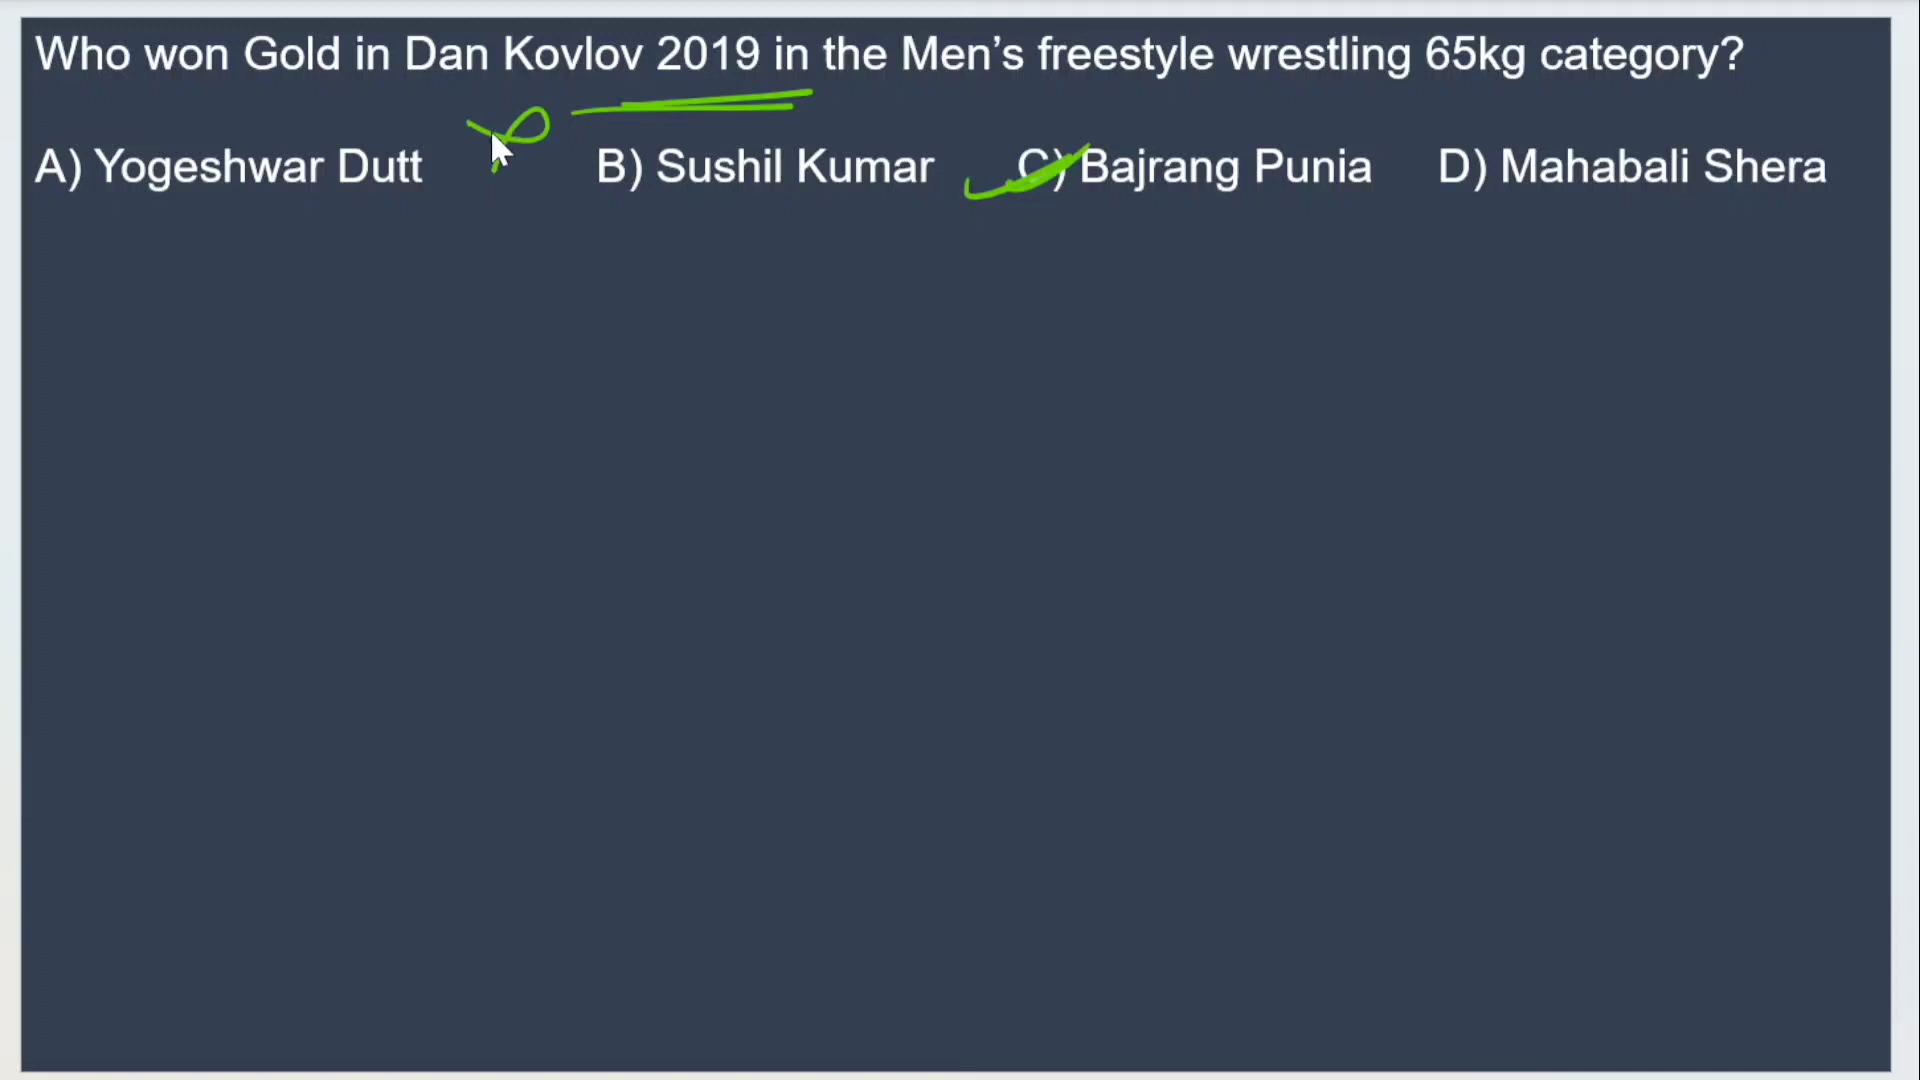 Who won Gold in Dan Kovlov 2019 in the Men’s freestyle wrestling 65kg category?
A) Yogeshwar Dutt B) Sushil Kumar C) Bajrang Punia D) Mahabali Shera